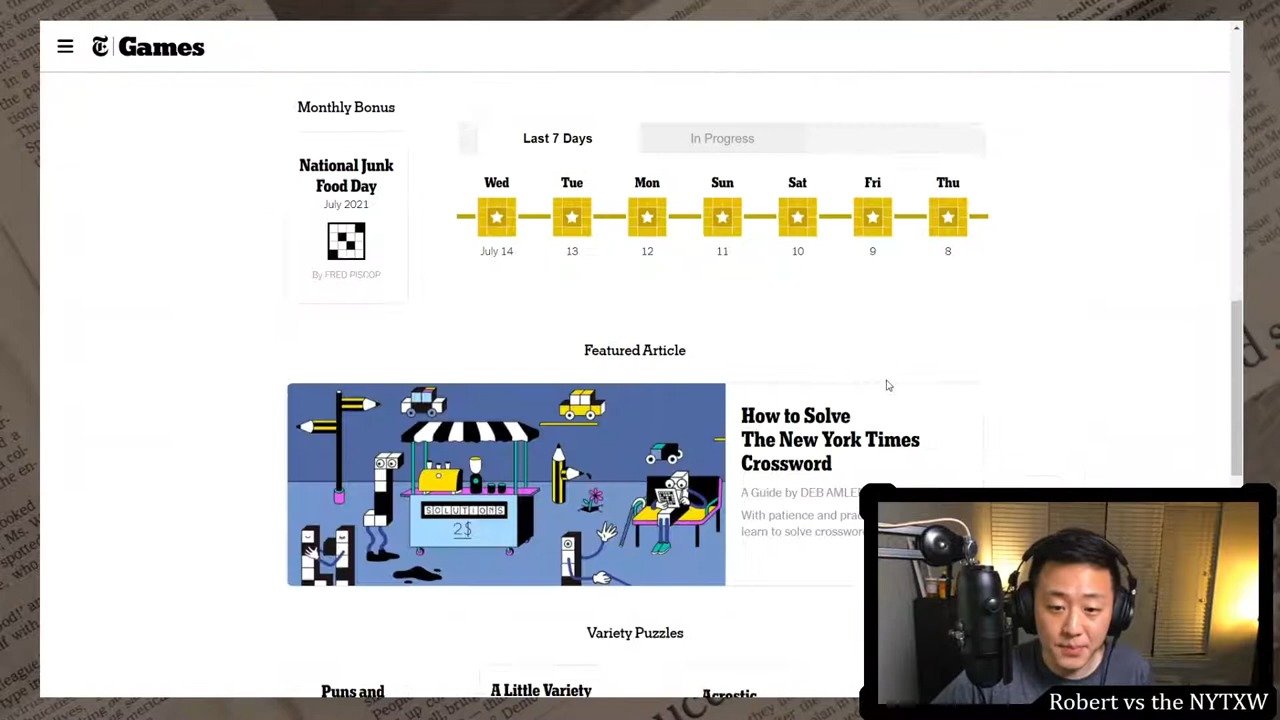 Games
Monthly Bonus
National Junk
Food Day
July 2021
By FRED PISCOP
Last 7 Days
In Progress
Wed Tue Mon Sun Sat Fri Thu
July 14 13 12 11 10 9 8
Featured Article
SOLUTIONS
2$
How to Solve
The New York Times
Crossword
A Guide by DEB
With patience and
learn to solve
Variety Puzzles
Puns and
A Little Variety
Acrostic
Robert vs the NYTXW